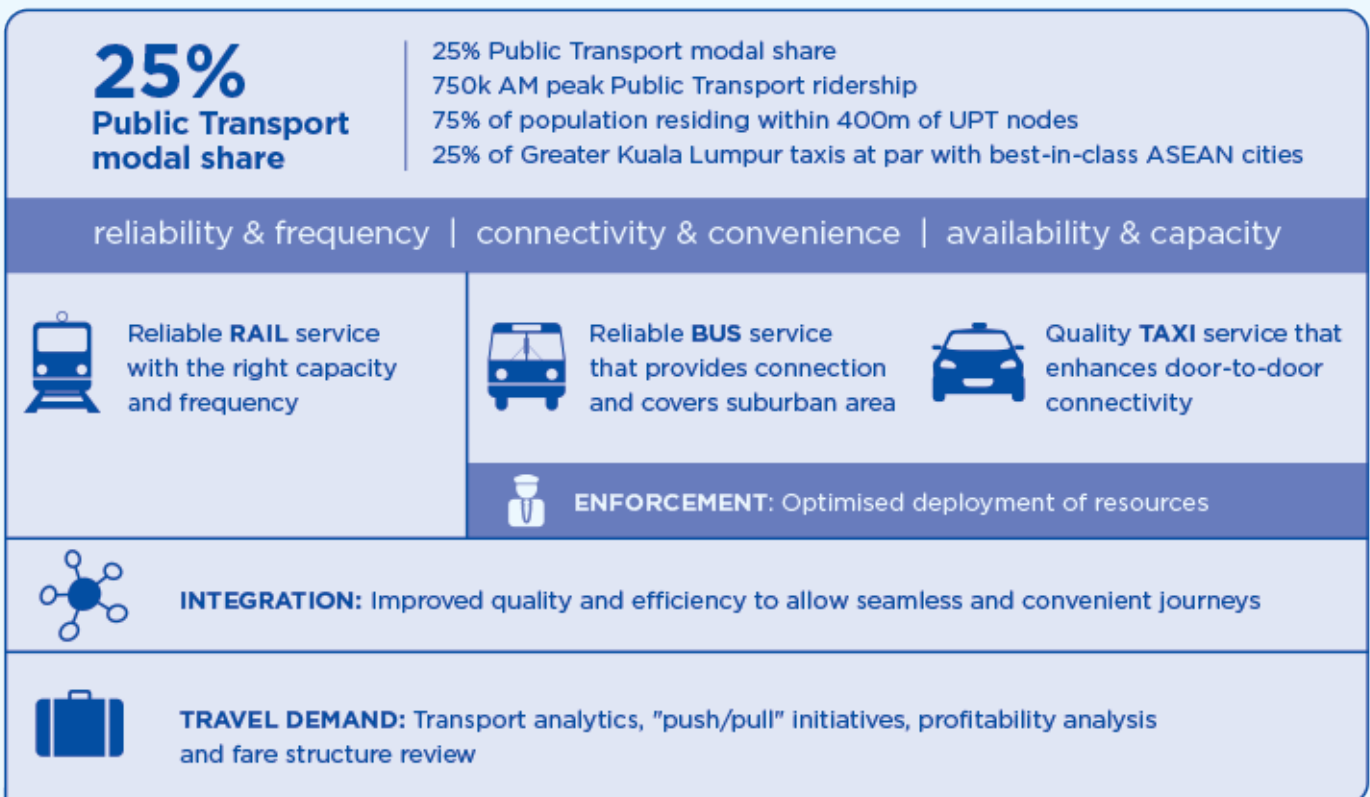 25%
Public Transport
modal share
25% Public Transport modal share
750k AM peak Public Transport ridership
75% of population residing within 400m of UPT nodes
25% of Greater Kuala Lumpur taxis at par with best-in-class ASEAN cities
reliability & frequency | connectivity & convenience | availability & capacity
Reliable RAIL service
with the right capacity
and frequency
Reliable BUS service
that provides connection
and covers suburban area
Quality TAXI service that
enhances door-to-door
connectivity
ENFORCEMENT: Optimised deployment of resources
INTEGRATION: Improved quality and efficiency to allow seamless and convenient journeys
TRAVEL DEMAND: Transport analytics, "push/pull" initiatives, profitability analysis
and fare structure review